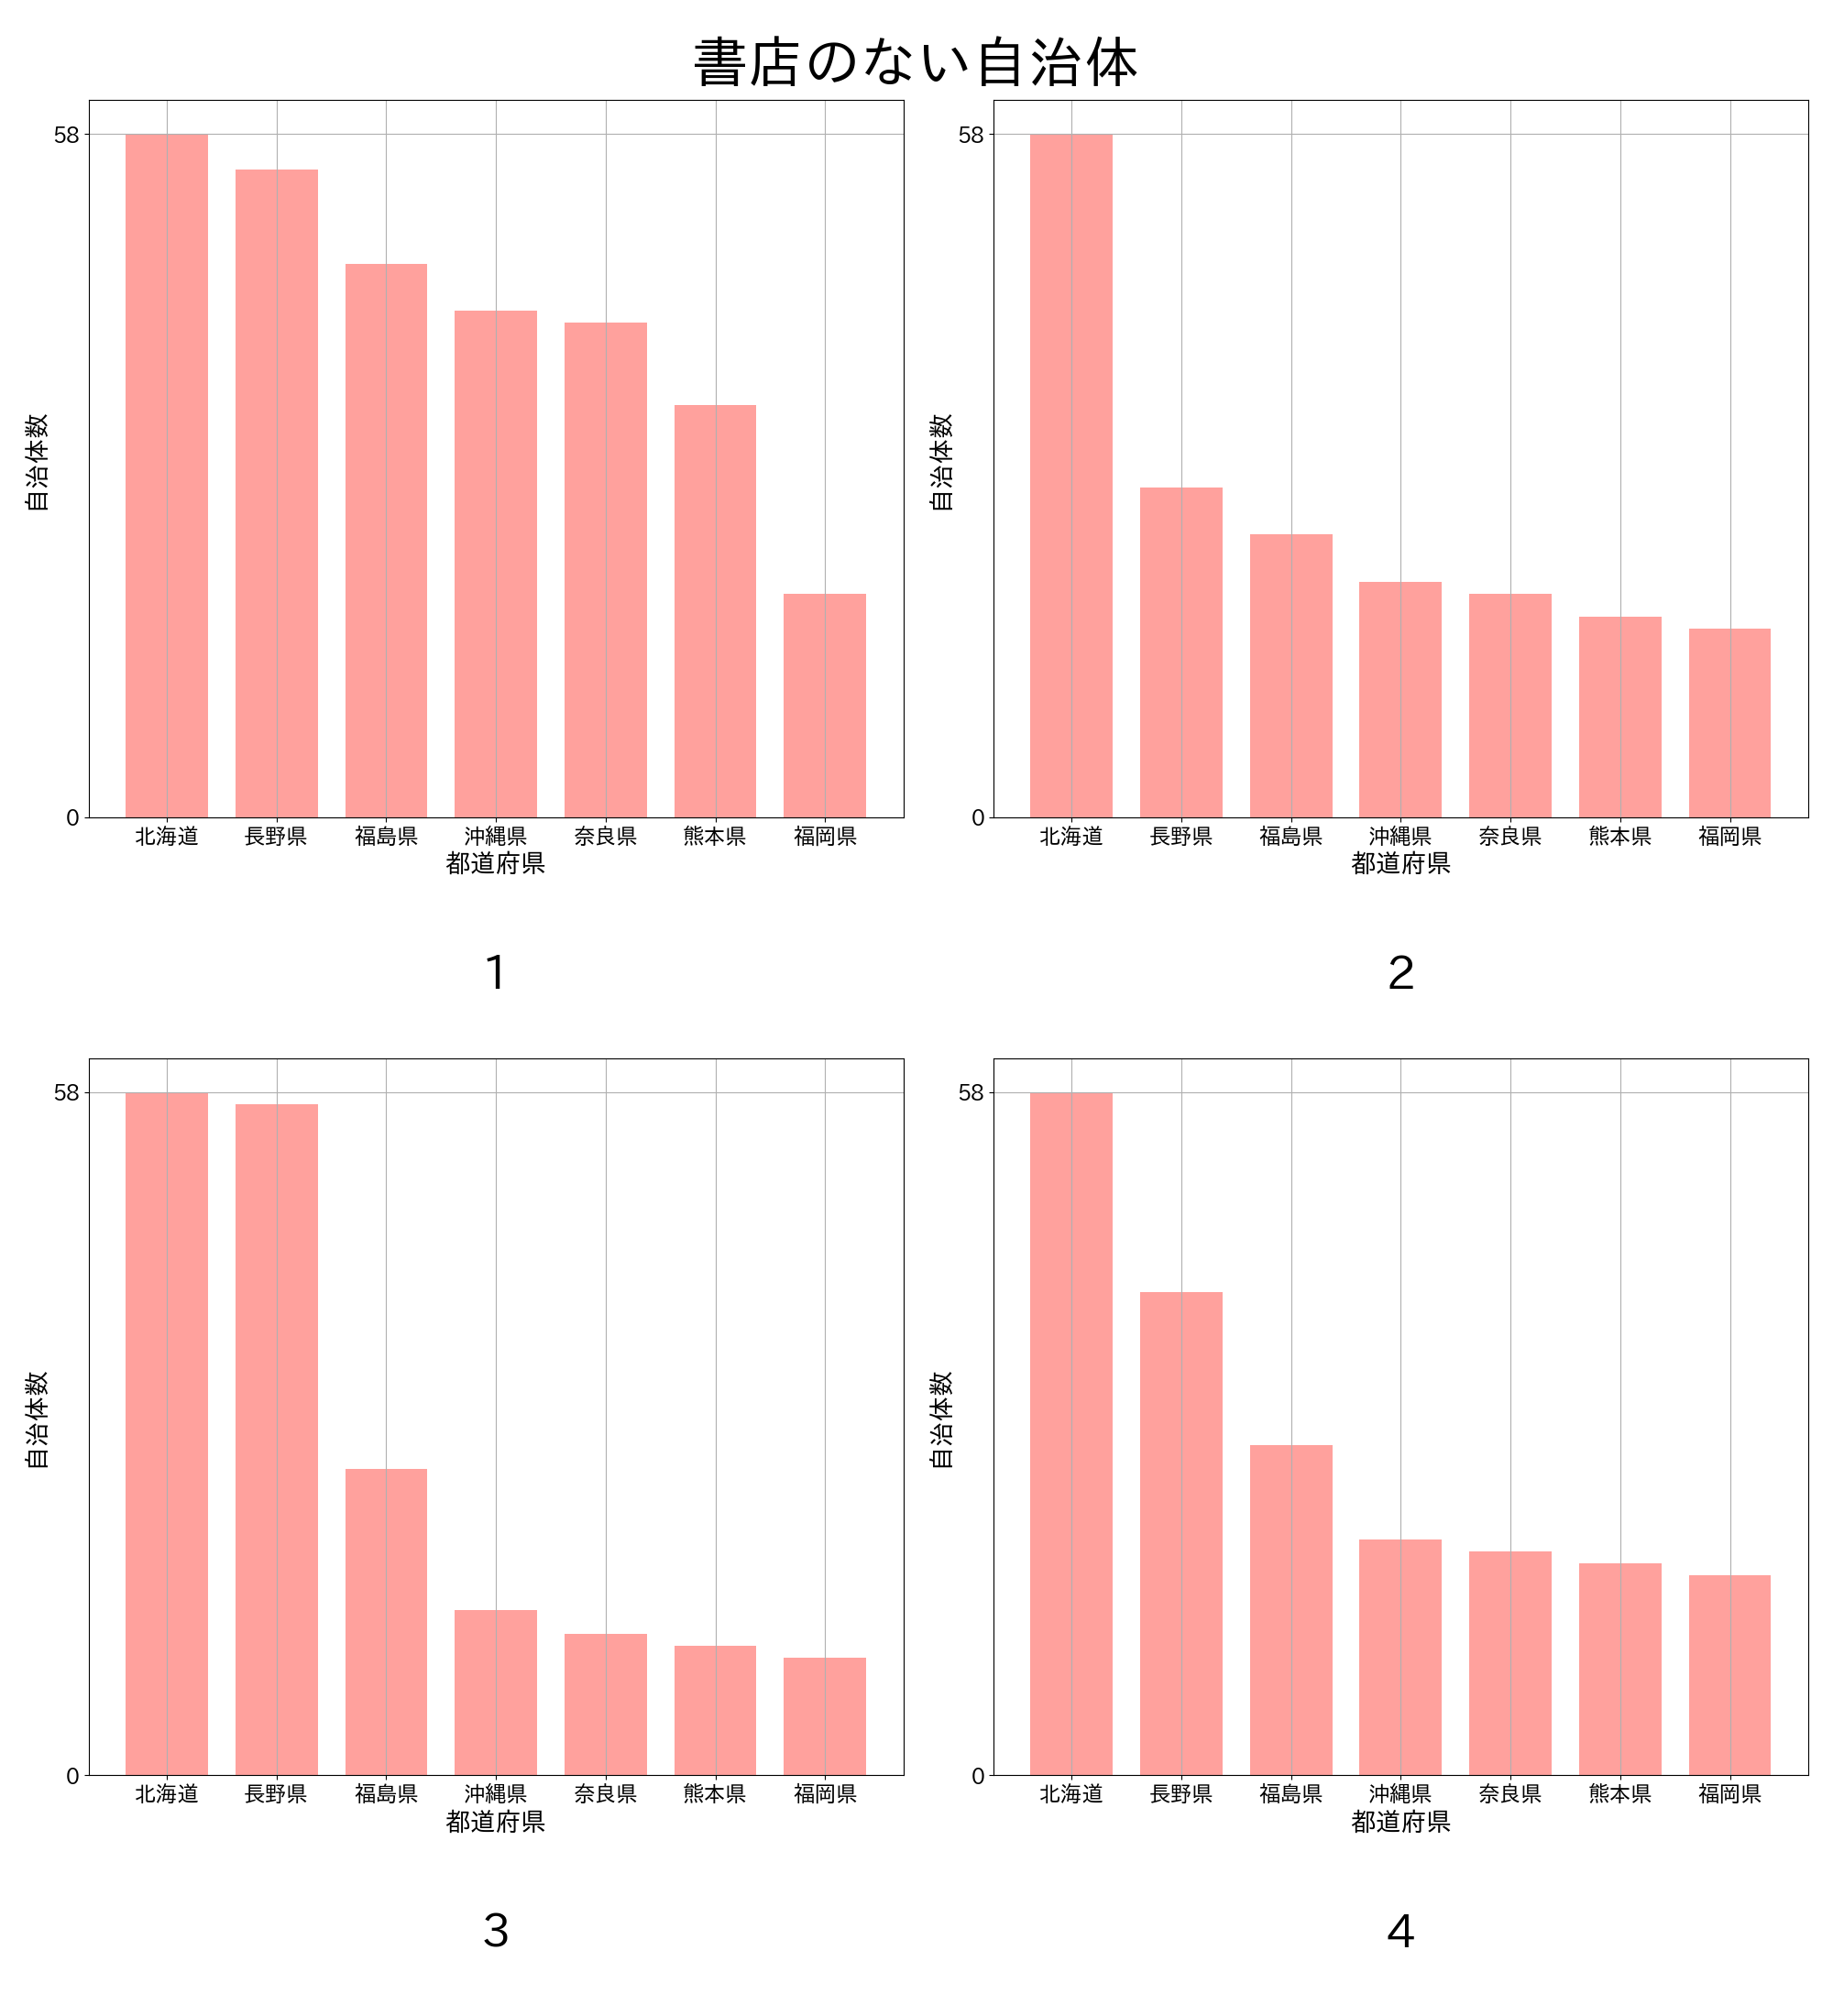 書店のない自治体
58
0
自治体数
北海道 長野県 福島県 沖縄県 奈良県 熊本県 福岡県
都道府県
1
58
0
自治体数
北海道 長野県 福島県 沖縄県 奈良県 熊本県 福岡県
都道府県
2
58
0
自治体数
北海道 長野県 福島県 沖縄県 奈良県 熊本県 福岡県
都道府県
3
58
0
自治体数
北海道 長野県 福島県 沖縄県 奈良県 熊本県 福岡県
都道府県
4